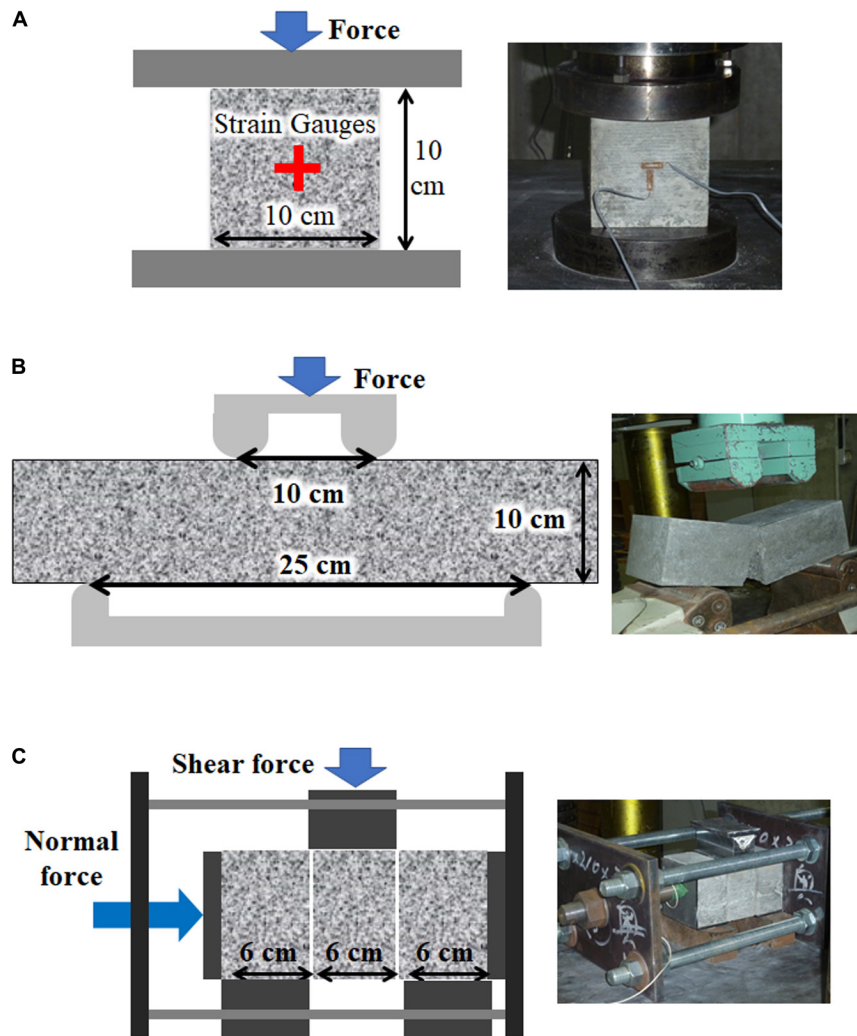 A
Force
Strain Gauges
10
cm
10 cm
B
Force
10 cm
10 cm
25 cm
C
Shear force
Normal
force
6 cm
6 cm
6 cm